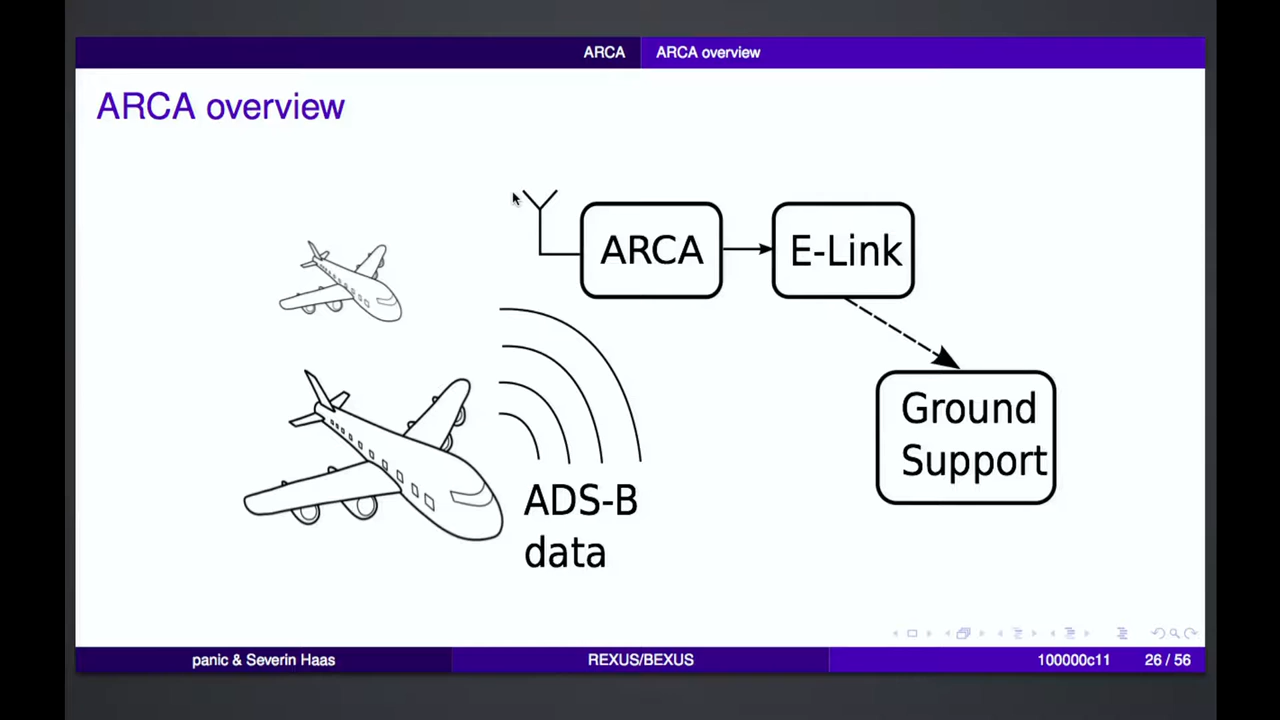 ARCA ARCA overview
ARCA overview
ARCA
E-Link
Ground
Support
ADS-B
data
panic & Severin Haas REXUS/BEXUS 100000c11 26 / 56